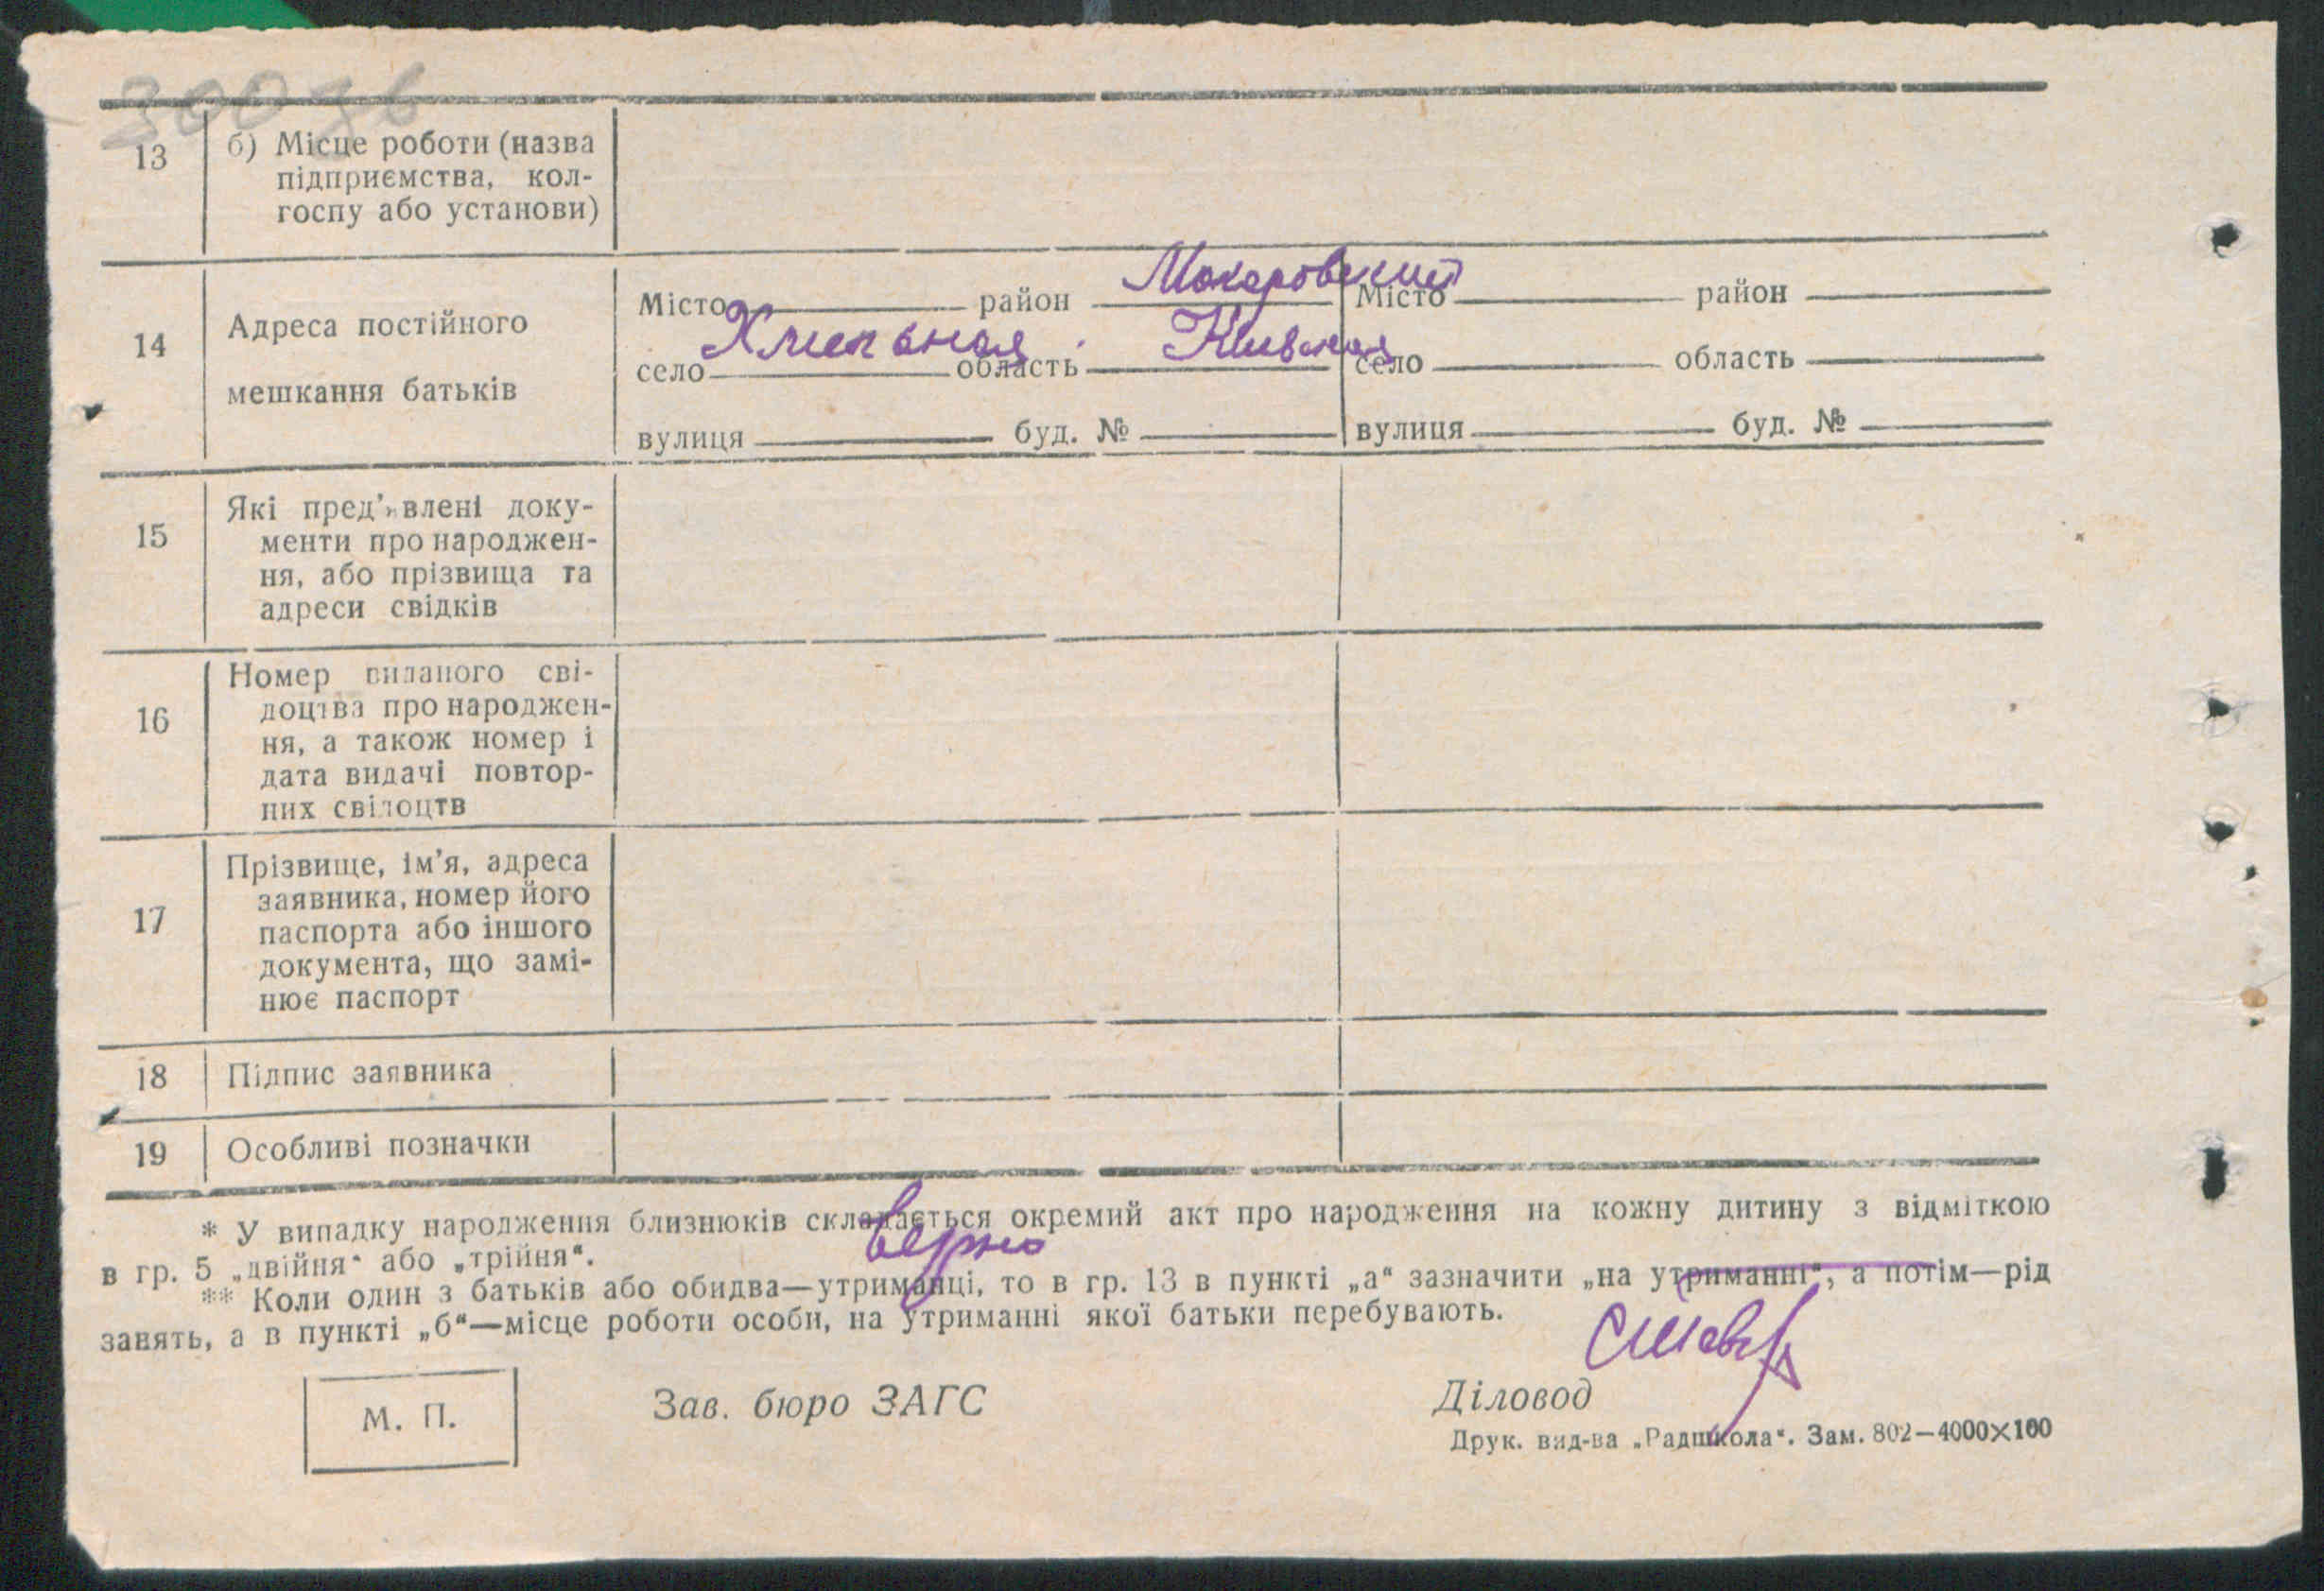 13 б) Місце роботи (назва
підприємства, кол-
госпу або установи)
Макаровский
Місто район Місто район
14 Адреса постійного
Хмельная Киевская
село область село область
мешкання батьків
вулиця буд. № вулиця буд. №
15 Які пред'явлені доку-
менти про народжен-
ня, або прізвища та
адреси свідків
16 Номер виданого сві-
доцтва про народжен-
ня, а також номер і
дата видачі повтор-
них свідоцтв
17 Прізвище, ім'я, адреса
заявника, номер його
паспорта або іншого
документа, що замі-
нює паспорт
18 Підпис заявника
19 Особливі позначки
* У випадку народження близнюків складається окремий акт про народження на кожну дитину з відміткою
в гр. 5 „двійня“ або „трійня“.
Верно
** Коли один з батьків або обидва—утриманці, то в гр. 13 в пункті „а“ зазначити „на утриманні“, а потім—рід
занять, а в пункті „б“—місце роботи особи, на утриманні якої батьки перебувають.
М. П. Зав. бюро ЗАГС Діловод
Друк. вид-ва „Радшкола“. Зам. 802—4000×100